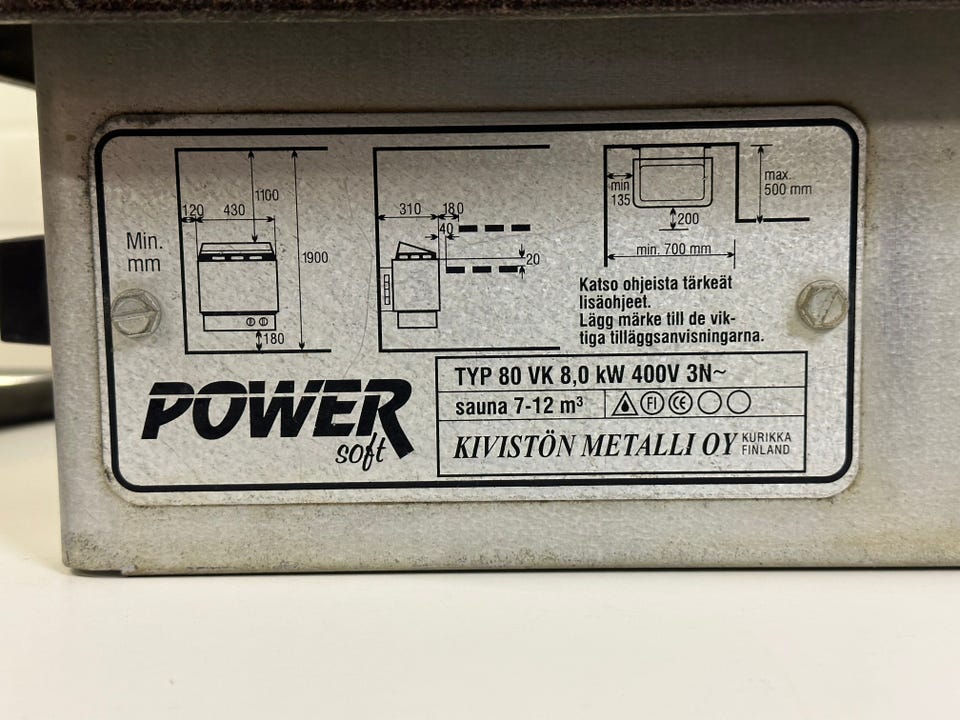 Min.
mm
120
430
1100
1900
180
310
180
40
20
min
135
200
min. 700 mm
max.
500 mm
Katso ohjeista tärkeät
lisäohjeet.
Lägg märke till de vik-
tiga tilläggsanvisningarna.
POWER
soft
TYP 80 VK 8,0 kW 400V 3N~
sauna 7-12 m³ FI CE
KIVISTÖN METALLI OY KURIKKA
FINLAND